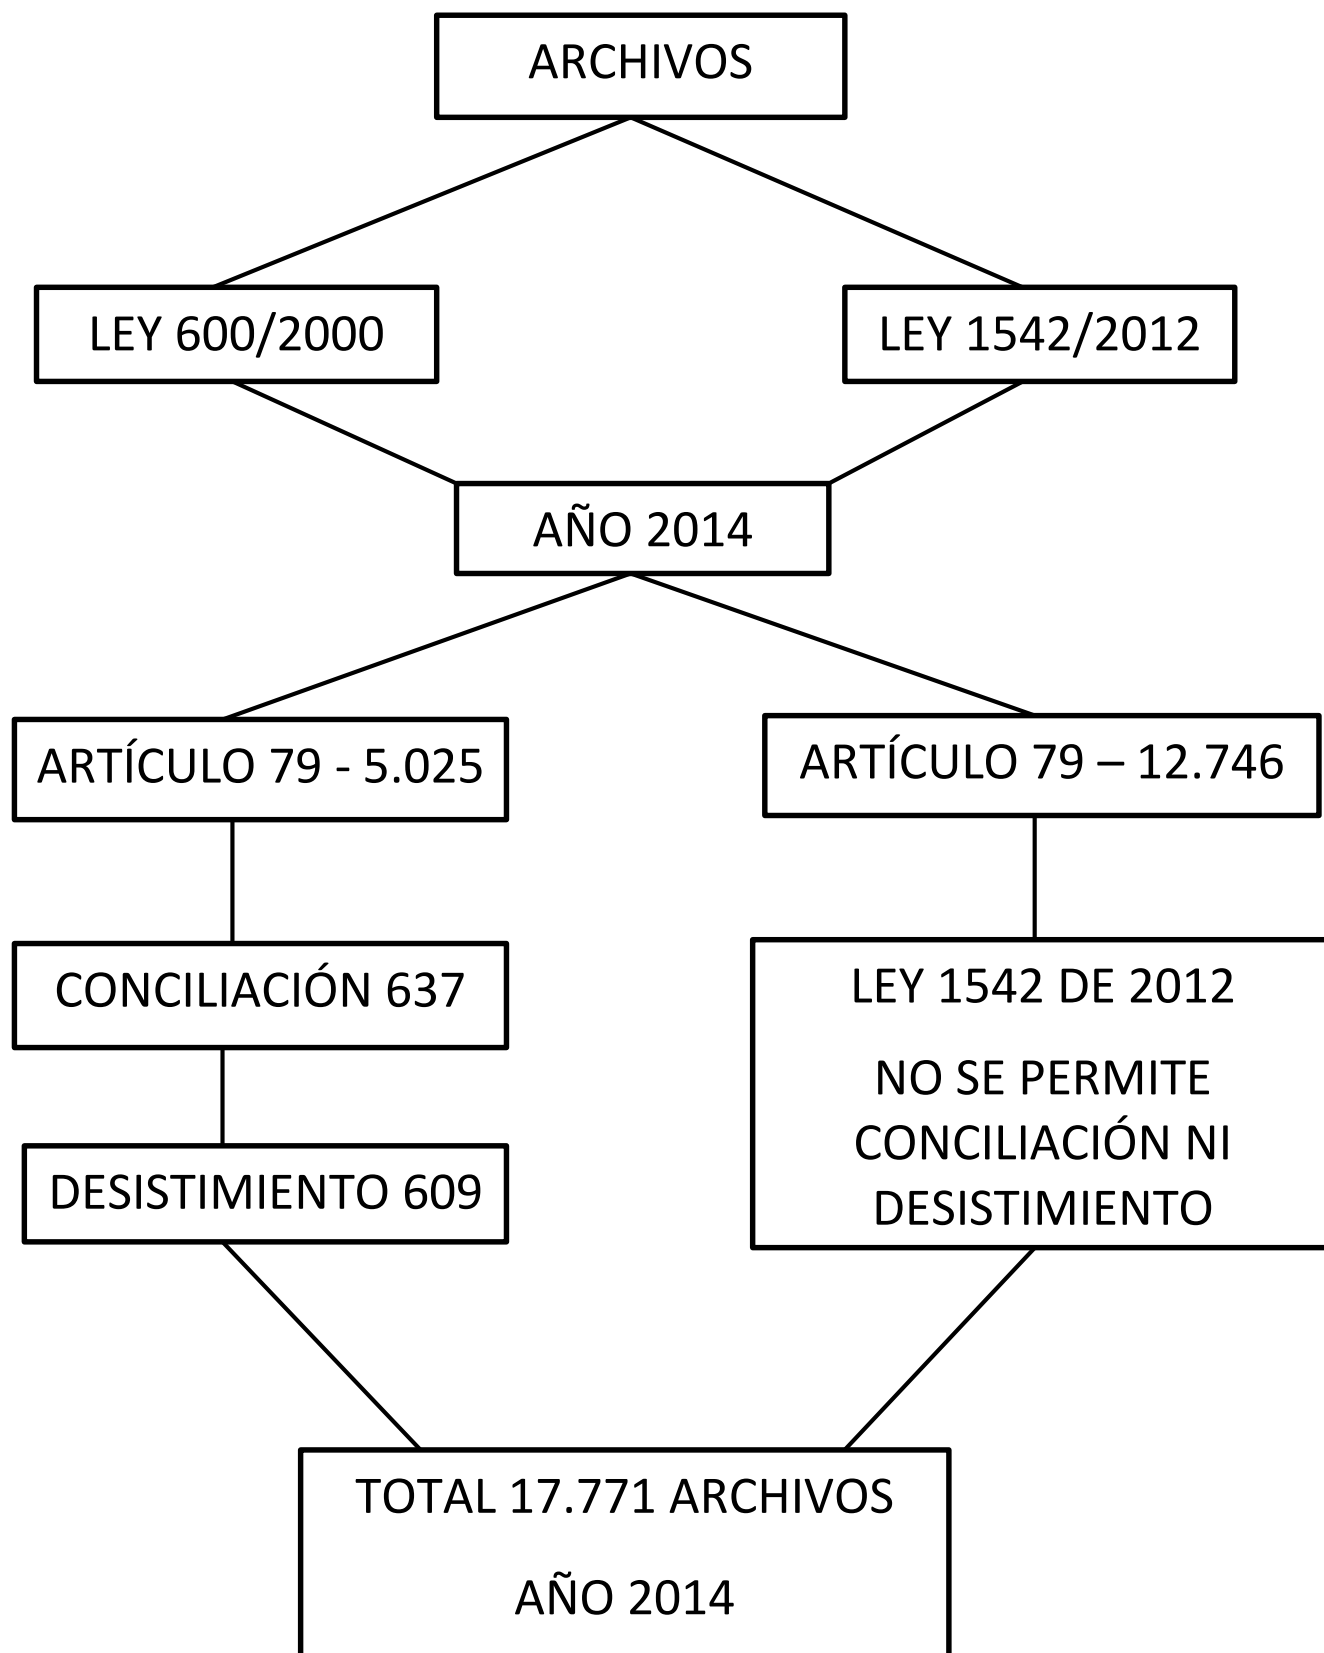 ARCHIVOS
LEY 600/2000
LEY 1542/2012
AÑO 2014
ARTÍCULO 79 - 5.025
ARTÍCULO 79 – 12.746
CONCILIACIÓN 637
LEY 1542 DE 2012
NO SE PERMITE
CONCILIACIÓN NI
DESISTIMIENTO
DESISTIMIENTO 609
TOTAL 17.771 ARCHIVOS
AÑO 2014